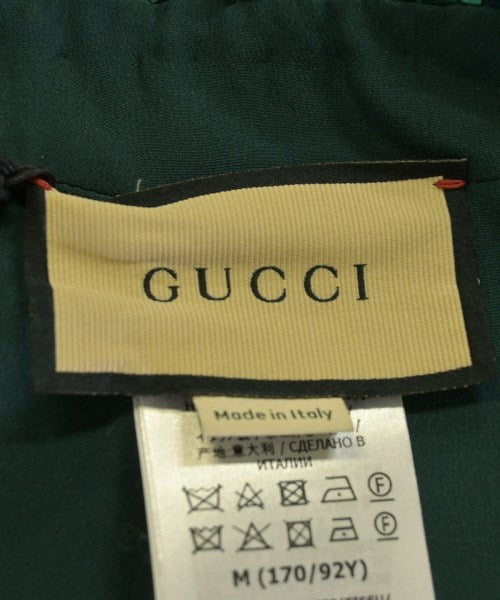 GUCCI
Made in Italy
产地:意大利 / СДЕЛАНО В
ИТАЛИИ
F
F
M (170/92Y)